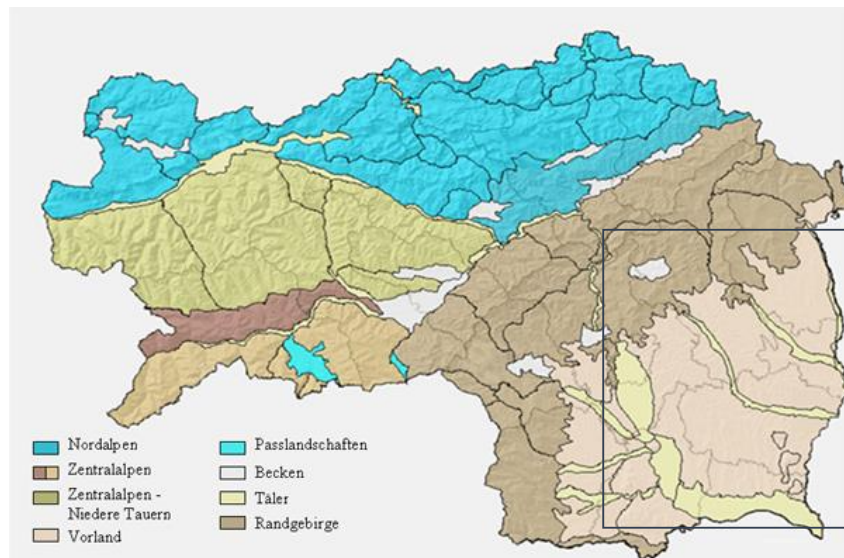 Nordalpen
Zentralalpen
Zentralalpen -
Niedere Tauern
Vorland
Passlandschaften
Becken
Täler
Randgebirge